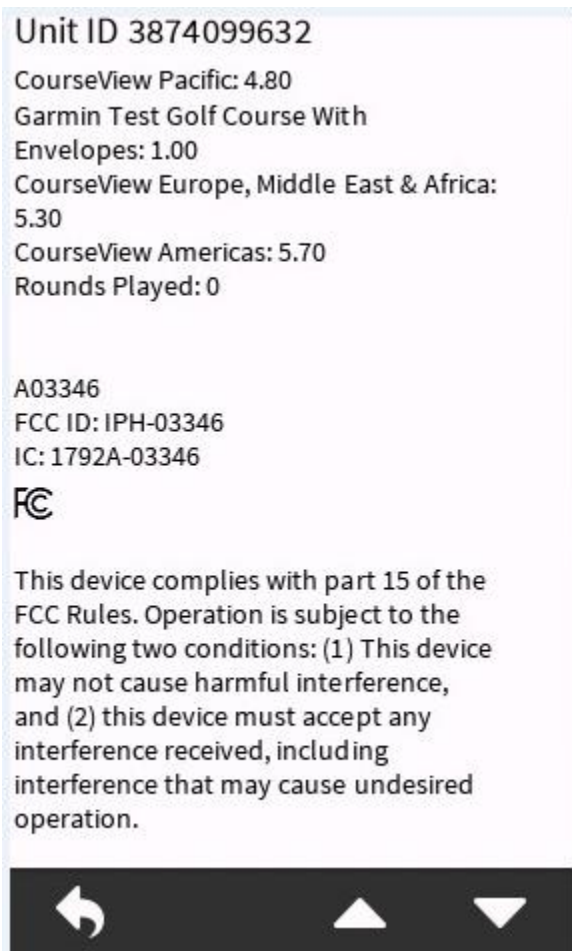 Unit ID 3874099632
CourseView Pacific: 4.80
Garmin Test Golf Course With
Envelopes: 1.00
CourseView Europe, Middle East & Africa:
5.30
CourseView Americas: 5.70
Rounds Played: 0
A03346
FCC ID: IPH-03346
IC: 1792A-03346
FC
This device complies with part 15 of the
FCC Rules. Operation is subject to the
following two conditions: (1) This device
may not cause harmful interference,
and (2) this device must accept any
interference received, including
interference that may cause undesired
operation.